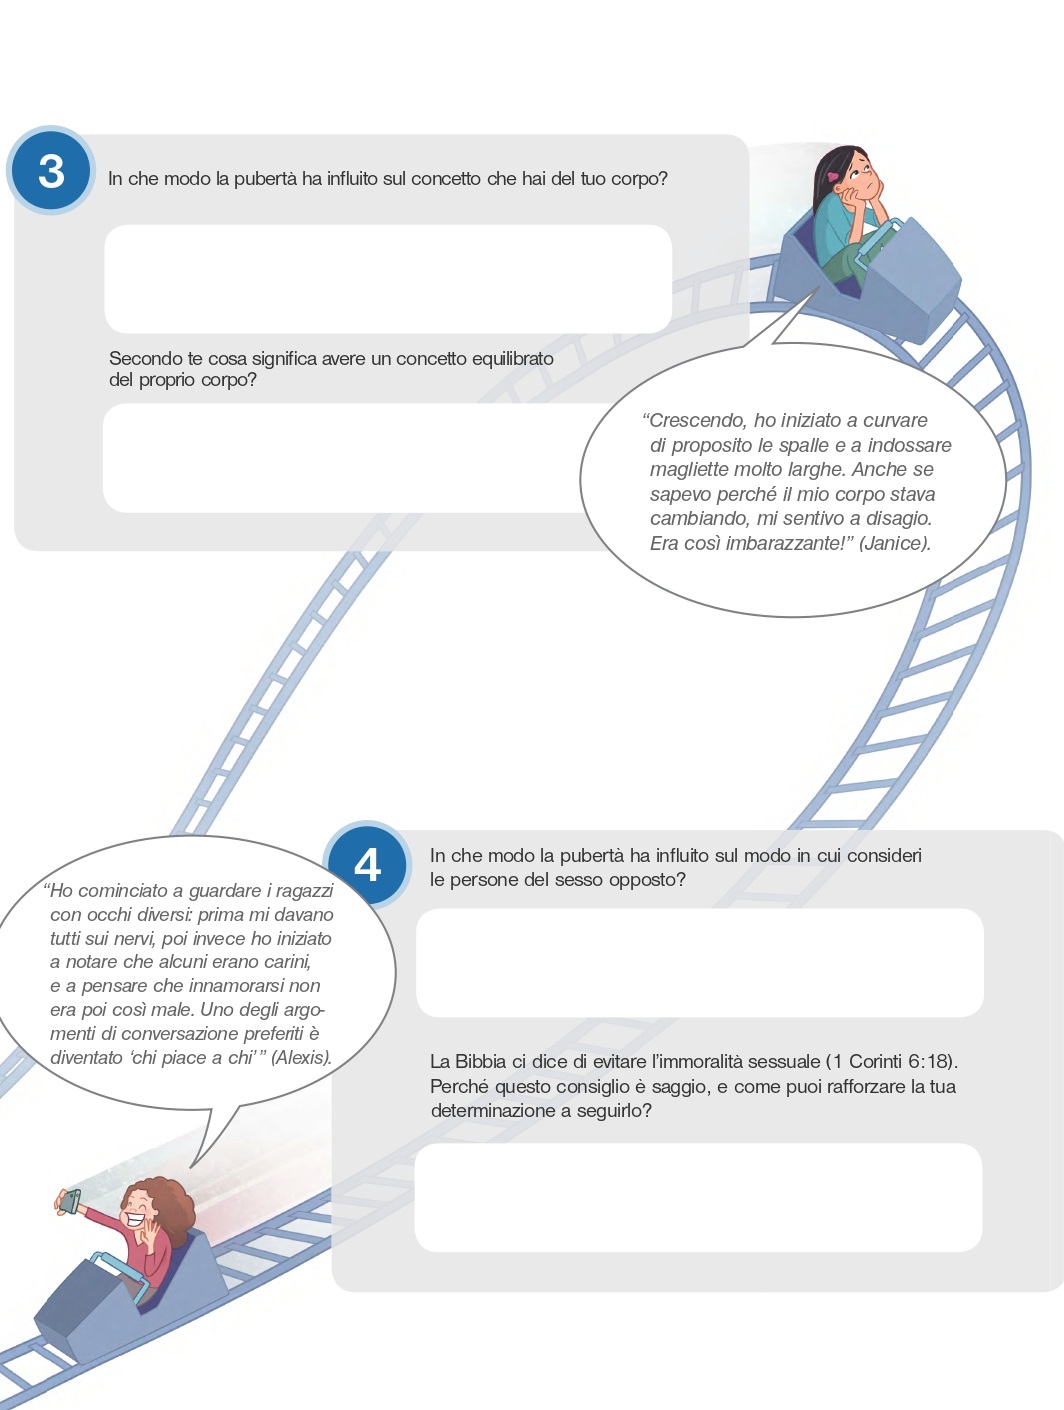 3
In che modo la pubertà ha influito sul concetto che hai del tuo corpo?
Secondo te cosa significa avere un concetto equilibrato
del proprio corpo?
“Crescendo, ho iniziato a curvare
di proposito le spalle e a indossare
magliette molto larghe. Anche se
sapevo perché il mio corpo stava
cambiando, mi sentivo a disagio.
Era così imbarazzante!” (Janice).
4
In che modo la pubertà ha influito sul modo in cui consideri
le persone del sesso opposto?
“Ho cominciato a guardare i ragazzi
con occhi diversi: prima mi davano
tutti sui nervi, poi invece ho iniziato
a notare che alcuni erano carini,
e a pensare che innamorarsi non
era poi così male. Uno degli argo-
menti di conversazione preferiti è
diventato ‘chi piace a chi’” (Alexis).
La Bibbia ci dice di evitare l’immoralità sessuale (1 Corinti 6:18).
Perché questo consiglio è saggio, e come puoi rafforzare la tua
determinazione a seguirlo?